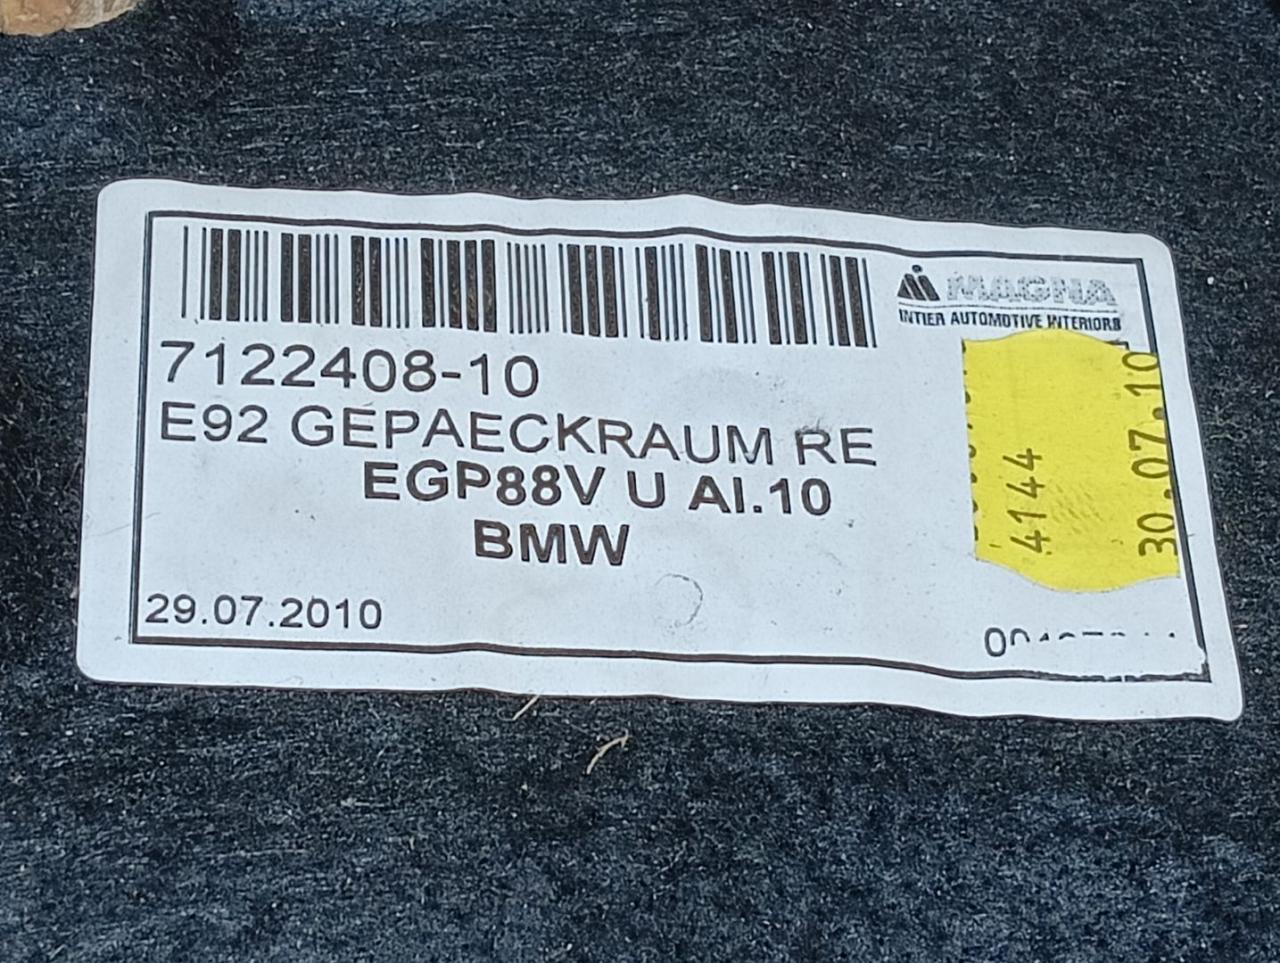 MAGNA
INTIER AUTOMOTIVE INTERIORS
7122408-10
E92 GEPAECKRAUM RE
EGP88V U AI.10
BMW
29.07.2010
4144
30.07.10